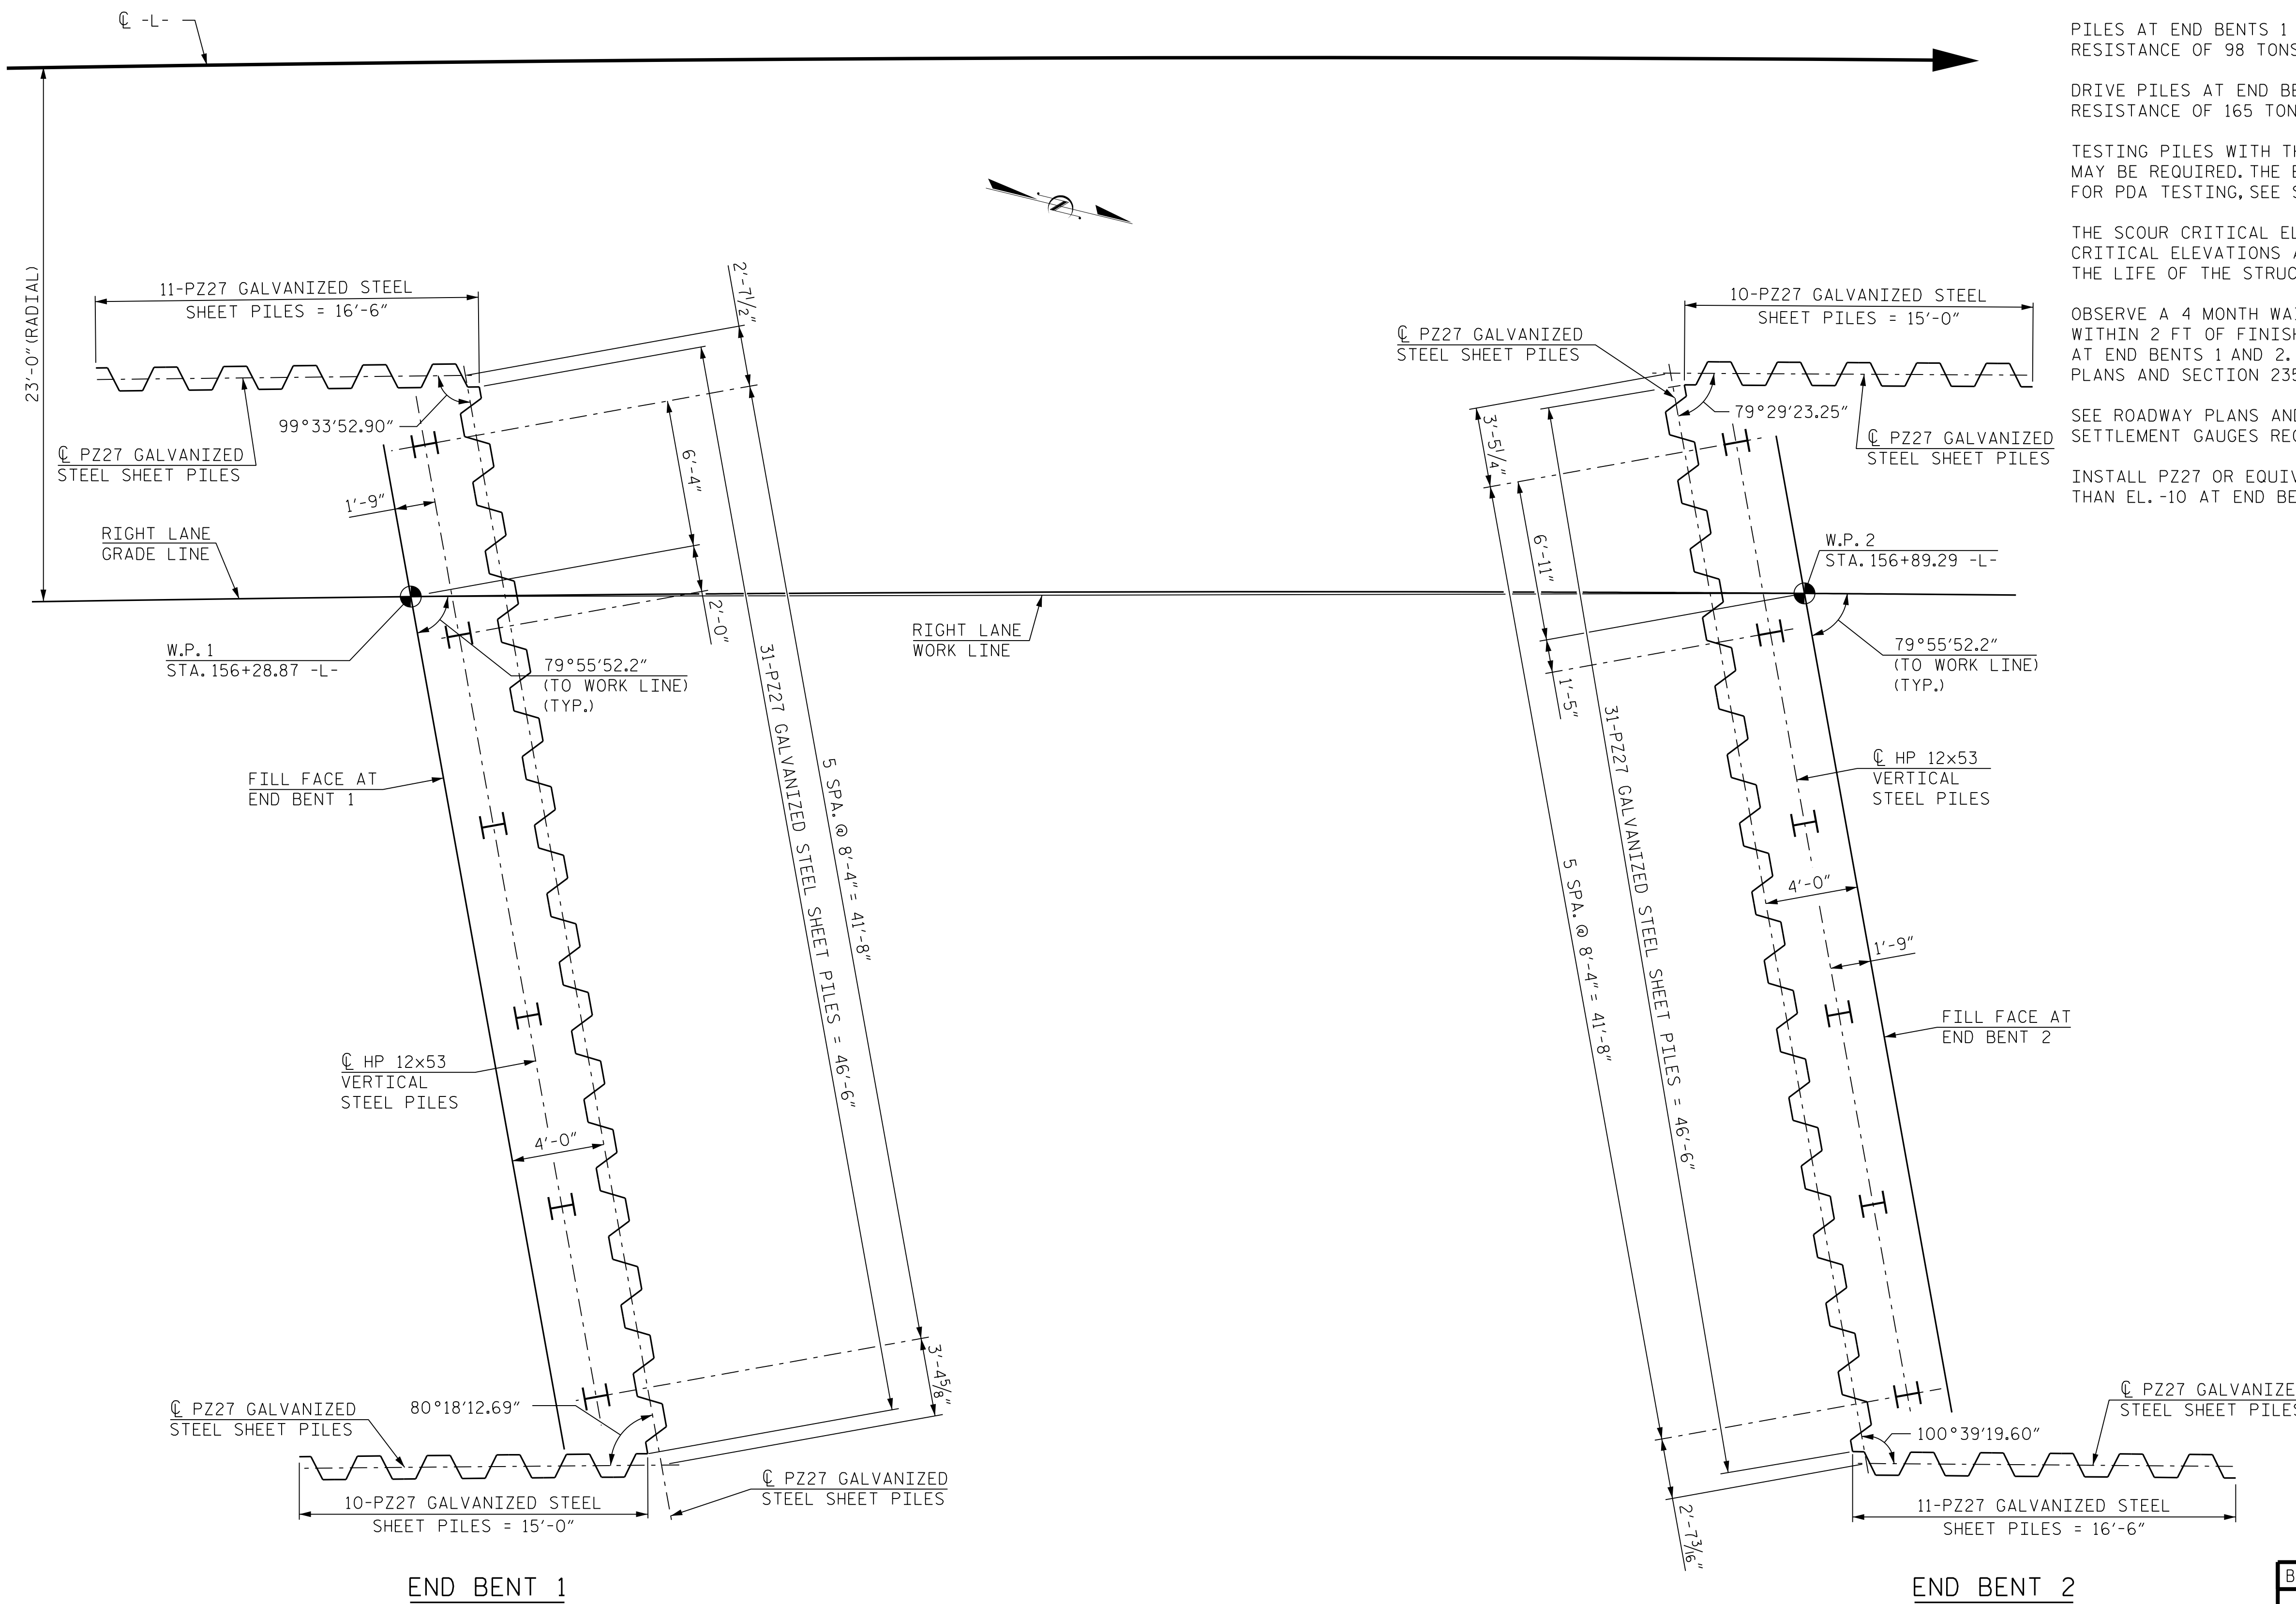 ℄ -L-
23'-0" (RADIAL)
11-PZ27 GALVANIZED STEEL
SHEET PILES = 16'-6"
99°33'52.90"
℄ PZ27 GALVANIZED
STEEL SHEET PILES
1'-9"
RIGHT LANE
GRADE LINE
W.P. 1
STA. 156+28.87 -L-
79°55'52.2"
(TO WORK LINE)
(TYP.)
2'-7½"
6'-4"
2'-0"
31-PZ27 GALVANIZED STEEL SHEET PILES = 46'-6"
5 SPA. @ 8'-4" = 41'-8"
FILL FACE AT
END BENT 1
℄ HP 12x53
VERTICAL
STEEL PILES
4'-0"
3'-4⅝"
80°18'12.69"
℄ PZ27 GALVANIZED
STEEL SHEET PILES
10-PZ27 GALVANIZED STEEL
SHEET PILES = 15'-0"
℄ PZ27 GALVANIZED
STEEL SHEET PILES
END BENT 1
N
RIGHT LANE
WORK LINE
℄ PZ27 GALVANIZED
STEEL SHEET PILES
10-PZ27 GALVANIZED STEEL
SHEET PILES = 15'-0"
79°29'23.25"
℄ PZ27 GALVANIZED
STEEL SHEET PILES
3'-5¼"
6'-11"
1'-5"
31-PZ27 GALVANIZED STEEL SHEET PILES = 46'-6"
5 SPA. @ 8'-4" = 41'-8"
W.P. 2
STA. 156+89.29 -L-
79°55'52.2"
(TO WORK LINE)
(TYP.)
℄ HP 12x53
VERTICAL
STEEL PILES
4'-0"
1'-9"
FILL FACE AT
END BENT 2
100°39'19.60"
℄ PZ27 GALVANIZE
STEEL SHEET PILES
11-PZ27 GALVANIZED STEEL
SHEET PILES = 16'-6"
2'-7³⁄₁₆"
END BENT 2
PILES AT END BENTS 1
RESISTANCE OF 98 TONS
DRIVE PILES AT END BE
RESISTANCE OF 165 TON
TESTING PILES WITH TH
MAY BE REQUIRED. THE E
FOR PDA TESTING, SEE S
THE SCOUR CRITICAL EL
CRITICAL ELEVATIONS A
THE LIFE OF THE STRUC
OBSERVE A 4 MONTH WAI
WITHIN 2 FT OF FINISH
AT END BENTS 1 AND 2.
PLANS AND SECTION 235
SEE ROADWAY PLANS AND
SETTLEMENT GAUGES REQ
INSTALL PZ27 OR EQUIV
THAN EL. -10 AT END BE
B